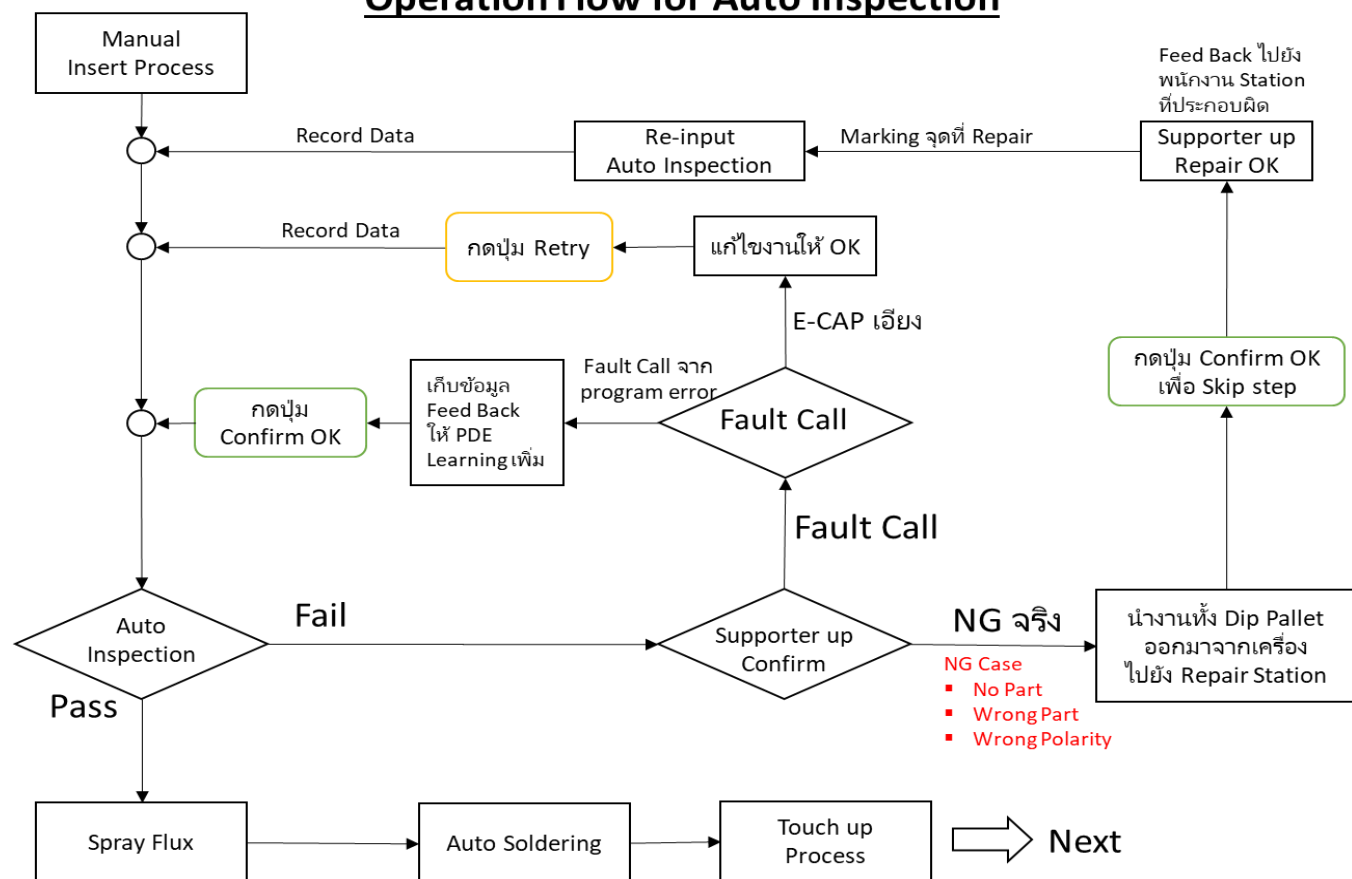 Operation Flow for Auto Inspection
Manual
Insert Process
Feed Back ไปยัง
พนักงาน Station
ที่ประกอบผิด
Record Data
Re-input
Auto Inspection
Marking จุดที่ Repair
Supporter up
Repair OK
Record Data
กดปุ่ม Retry
แก้ไขงานให้ OK
E-CAP เอียง
กดปุ่ม Confirm OK
เพื่อ Skip step
Fault Call จาก
program error
เก็บข้อมูล
Feed Back
ให้ PDE
Learning เพิ่ม
กดปุ่ม
Confirm OK
Fault Call
Fault Call
Auto
Inspection
Fail
Supporter up
Confirm
NG จริง
NG Case
▪ No Part
▪ Wrong Part
▪ Wrong Polarity
นำงานทั้ง Dip Pallet
ออกมาจากเครื่อง
ไปยัง Repair Station
Pass
Spray Flux
Auto Soldering
Touch up
Process
Next